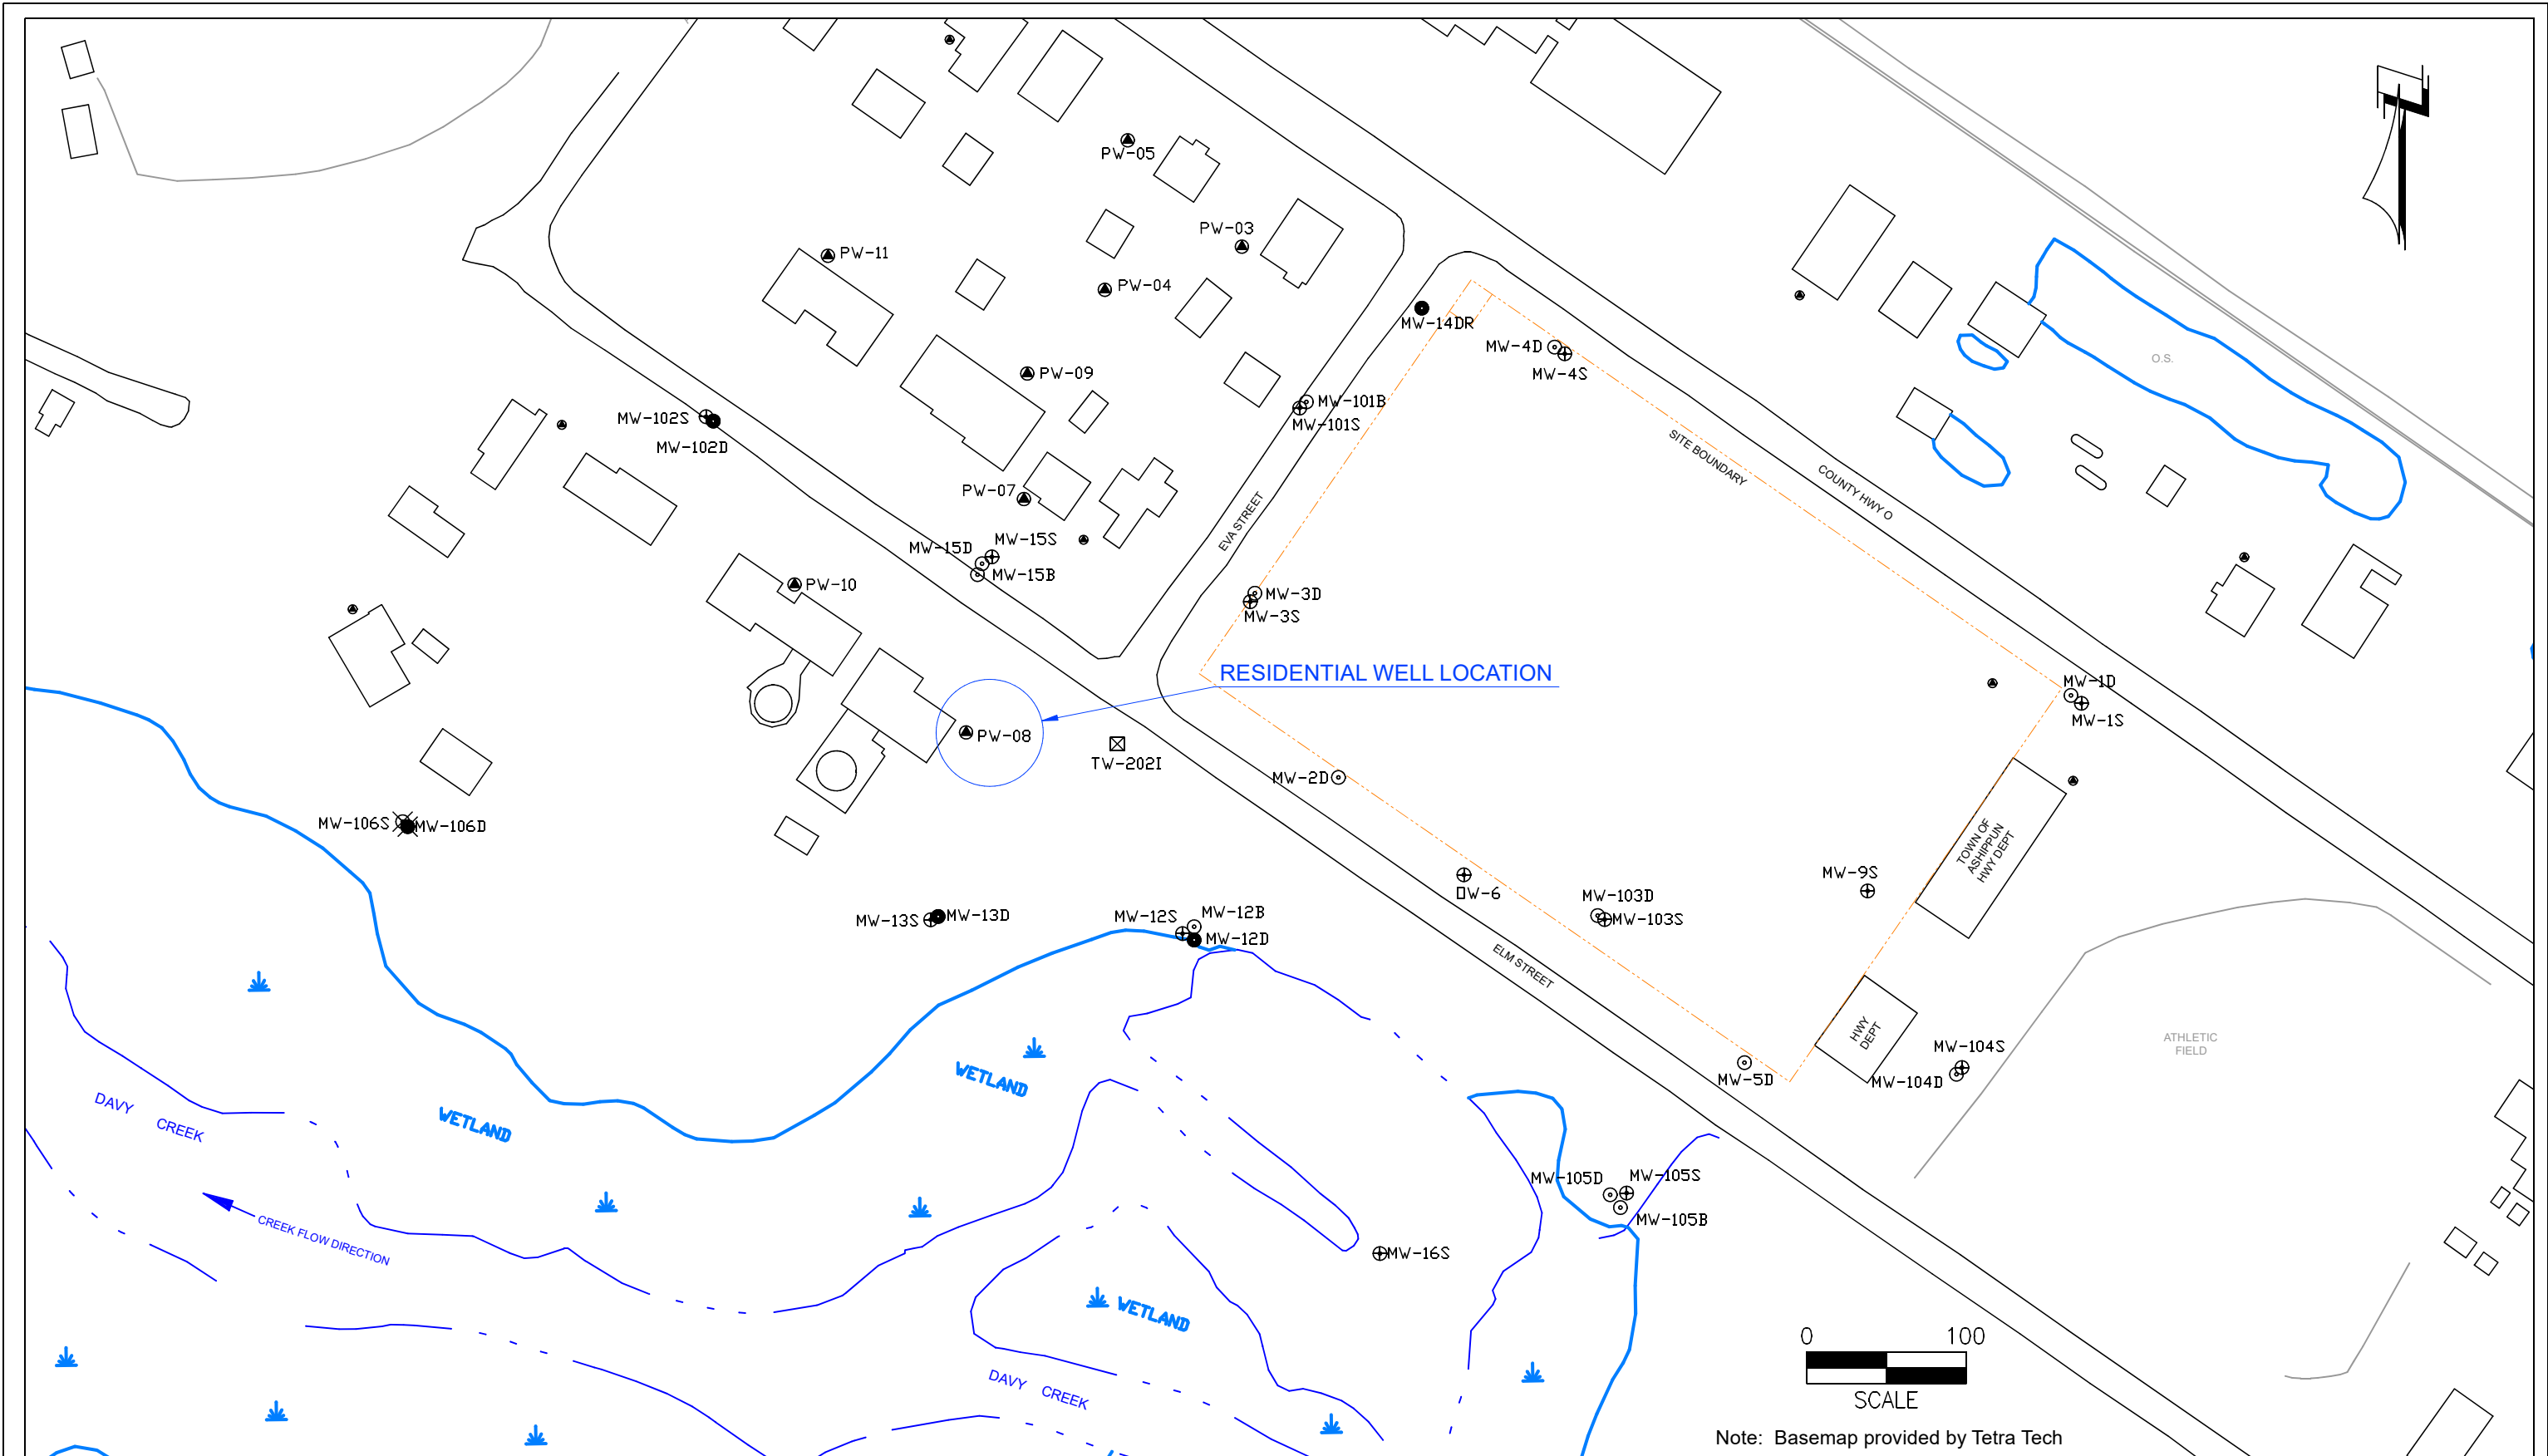 PW-05
PW-03
PW-11
PW-04
MW-14DR
MW-4D
MW-4S
O.S.
PW-09
MW-101B
MW-101S
MW-102S
MW-102D
SITE BOUNDARY
COUNTY HWY O
PW-07
EVA STREET
MW-15S
MW-15D
MW-15B
PW-10
MW-3D
MW-3S
RESIDENTIAL WELL LOCATION
MW-1D
MW-1S
PW-08
TW-202I
MW-2D
MW-106S
MW-106D
TOWN OF
ASHIPPUN
HWY DEPT
MW-9S
OW-6
MW-103D
MW-103S
MW-13S
MW-13D
MW-12S
MW-12B
MW-12D
ELM STREET
HWY
DEPT
ATHLETIC
FIELD
MW-104S
MW-104D
MW-5D
WETLAND
WETLAND
DAVY CREEK
MW-105D
MW-105S
MW-105B
CREEK FLOW DIRECTION
MW-16S
WETLAND
DAVY CREEK
0 100
SCALE
Note: Basemap provided by Tetra Tech